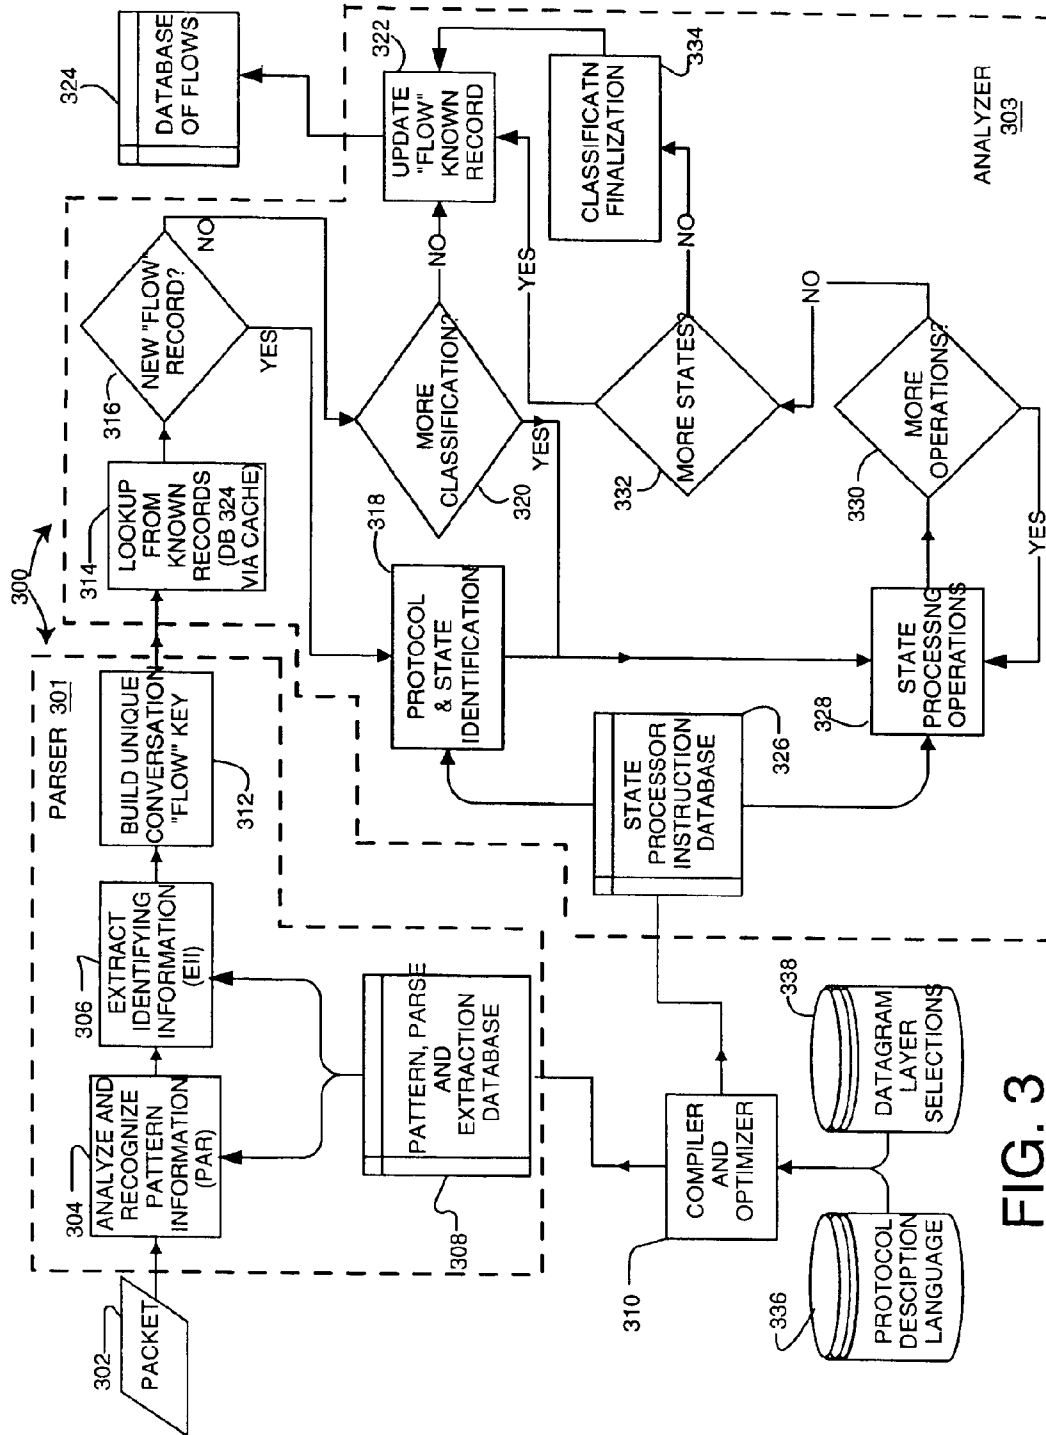 300
PARSER 301
302
PACKET
304
ANALYZE AND
RECOGNIZE
PATTERN
INFORMATION
(PAR)
306
EXTRACT
IDENTIFYING
INFORMATION
(EII)
BUILD UNIQUE
CONVERSATION
"FLOW" KEY
312
314
LOOKUP
FROM
KNOWN
RECORDS
(DB 324
VIA CACHE)
316
NEW "FLOW"
RECORD?
NO
YES
324
DATABASE
OF FLOWS
PATTERN, PARSE
AND
EXTRACTION
DATABASE
308
318
PROTOCOL
& STATE
IDENTIFICATION
MORE
CLASSIFICATION?
320
YES
NO
322
UPDATE
"FLOW"
KNOWN
RECORD
STATE
PROCESSOR
INSTRUCTION
DATABASE
326
332
MORE STATES?
YES
NO
CLASSIFICATN
FINALIZATION
334
310
COMPILER
AND
OPTIMIZER
328
STATE
PROCESSNG
OPERATIONS
330
MORE
OPERATIONS?
NO
YES
336
PROTOCOL
DESCIPTION
LANGUAGE
338
DATAGRAM
LAYER
SELECTIONS
ANALYZER
303
FIG. 3